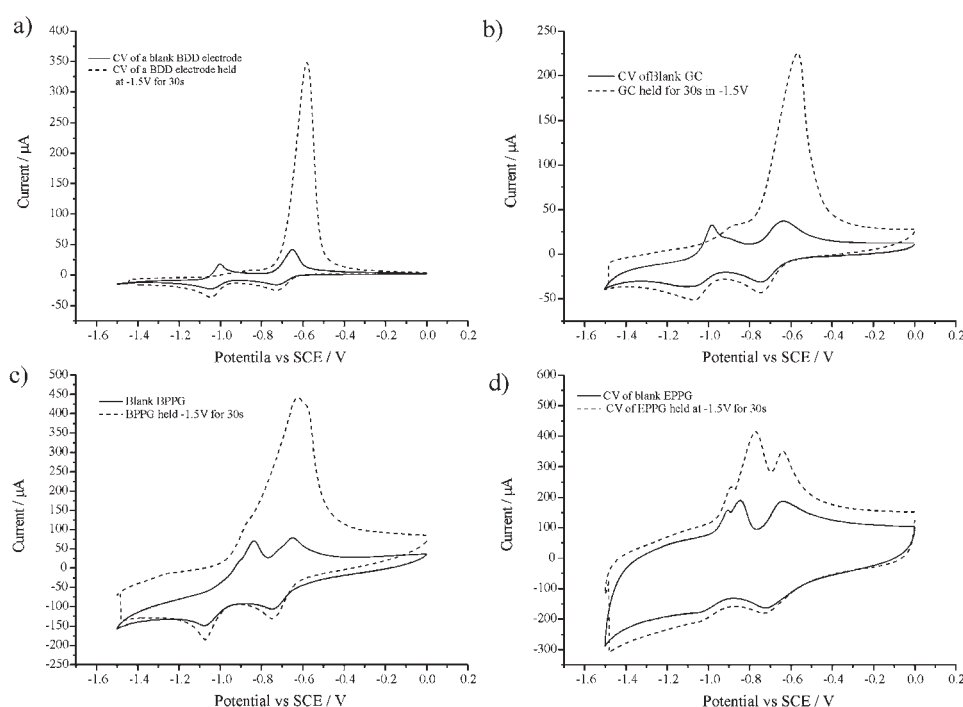 a)
400
350
300
250
200
150
100
50
0
-50
Current / μA
CV of a blank BDD electrode
CV of a BDD electrode held
at -1.5V for 30s
-1.6 -1.4 -1.2 -1.0 -0.8 -0.6 -0.4 -0.2 0.0
Potentila vs SCE / V
b)
250
200
150
100
50
0
-50
Current / μA
CV ofBlank GC
GC held for 30s in -1.5V
-1.6 -1.4 -1.2 -1.0 -0.8 -0.6 -0.4 -0.2 0.0 0.2
Potential vs SCE / V
c)
500
450
400
350
300
250
200
150
100
50
0
-50
-100
-150
-200
-250
Current / μA
Blank BPPG
BPPG held -1.5V for 30s
-1.6 -1.4 -1.2 -1.0 -0.8 -0.6 -0.4 -0.2 0.0 0.2
Potential vs SCE / V
d)
600
500
400
300
200
100
0
-100
-200
-300
Current / μA
CV of blank EPPG
CV of EPPG held at -1.5V for 30s
-1.6 -1.4 -1.2 -1.0 -0.8 -0.6 -0.4 -0.2 0.0 0.2
Potential vs SCE / V